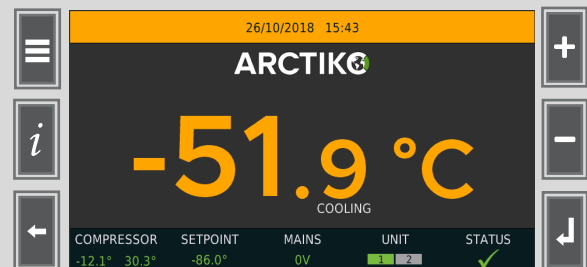 26/10/2018 15:43
ARCTIKO
i
-51.9 °C
COOLING
COMPRESSOR SETPOINT MAINS UNIT STATUS
-12.1° 30.3° -86.0° 0V 1 2